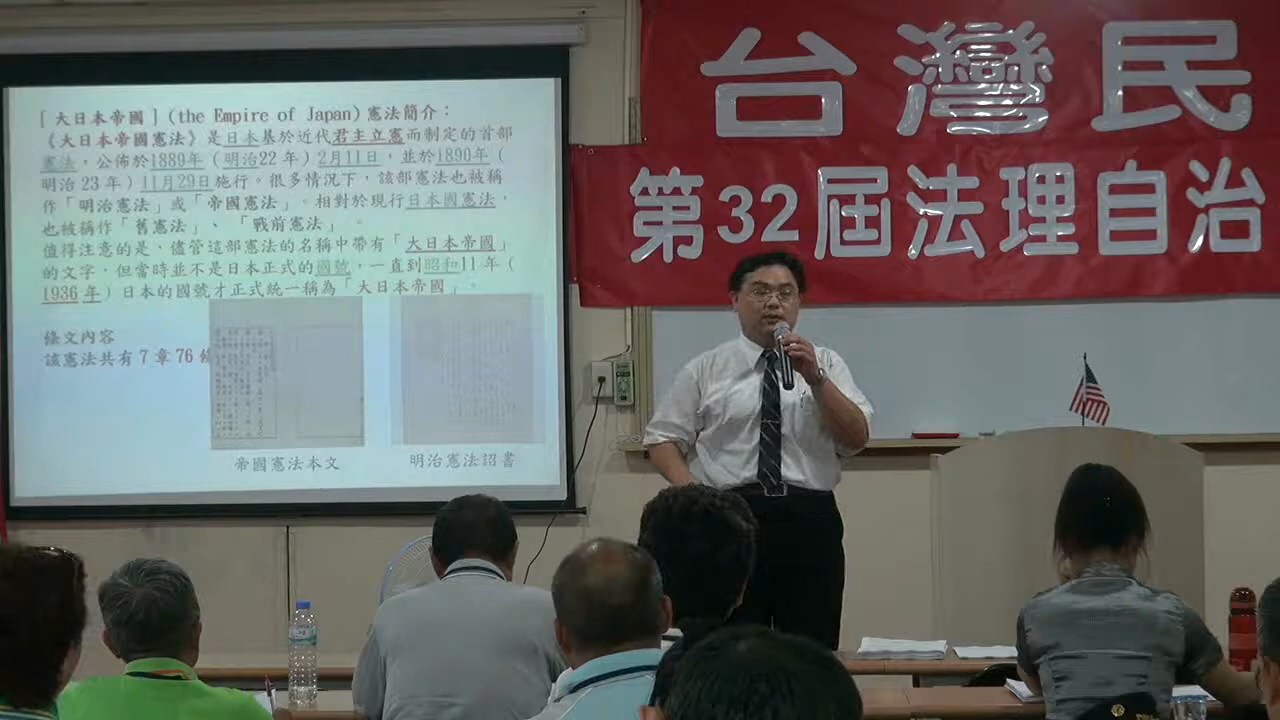 [大日本帝國] (the Empire of Japan) 憲法簡介：
《大日本帝國憲法》是日本基於近代君主立憲而制定的首部
憲法，公佈於1889年（明治22年）2月11日，並於1890年（
明治23年）11月29日施行。很多情況下，該部憲法也被稱
作「明治憲法」或「帝國憲法」。相對於現行日本國憲法，
也被稱作「舊憲法」、「戰前憲法」。
值得注意的是，儘管這部憲法的名稱中帶有「大日本帝國」
的文字，但當時並不是日本正式的國號，一直到昭和11年（
1936年）日本的國號才正式統一稱為「大日本帝國」。
條文內容
該憲法共有7章76條
帝國憲法本文
明治憲法詔書
台灣民
第32屆法理自治